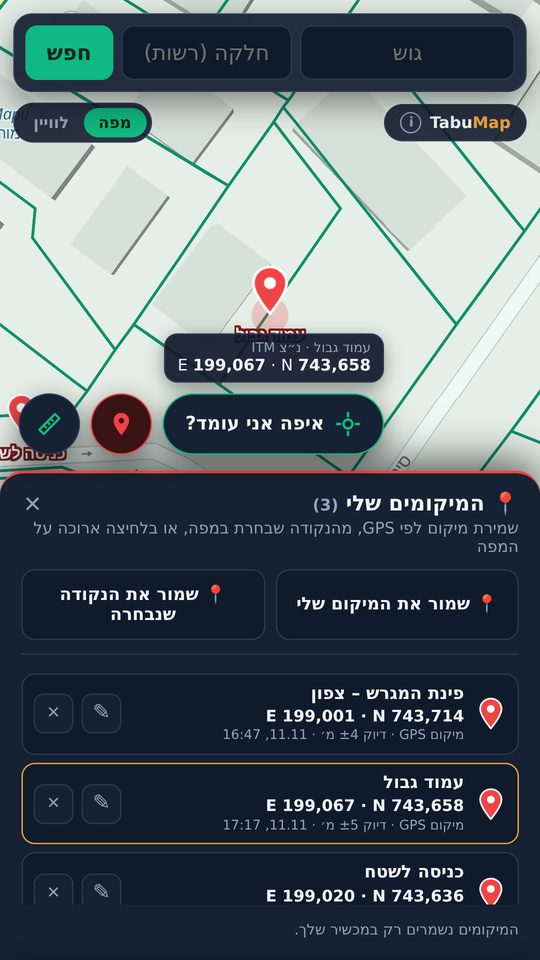 גוש
חלקה (רשות)
חפש
TabuMap
מפה
לוויין
עמוד גבול
עמוד גבול · נ״צ ITM
E 199,067 · N 743,658
איפה אני עומד?
המיקומים שלי (3)
שמירת מיקום לפי GPS, מהנקודה שבחרת במפה, או בלחיצה ארוכה על
המפה
שמור את המיקום שלי
שמור את הנקודה
שנבחרה
פינת המגרש – צפון
E 199,001 · N 743,714
מיקום GPS · דיוק ±4 מ׳ · 11.11, 16:47
עמוד גבול
E 199,067 · N 743,658
מיקום GPS · דיוק ±5 מ׳ · 11.11, 17:17
כניסה לשטח
E 199,020 · N 743,636
המיקומים נשמרים רק במכשיר שלך.